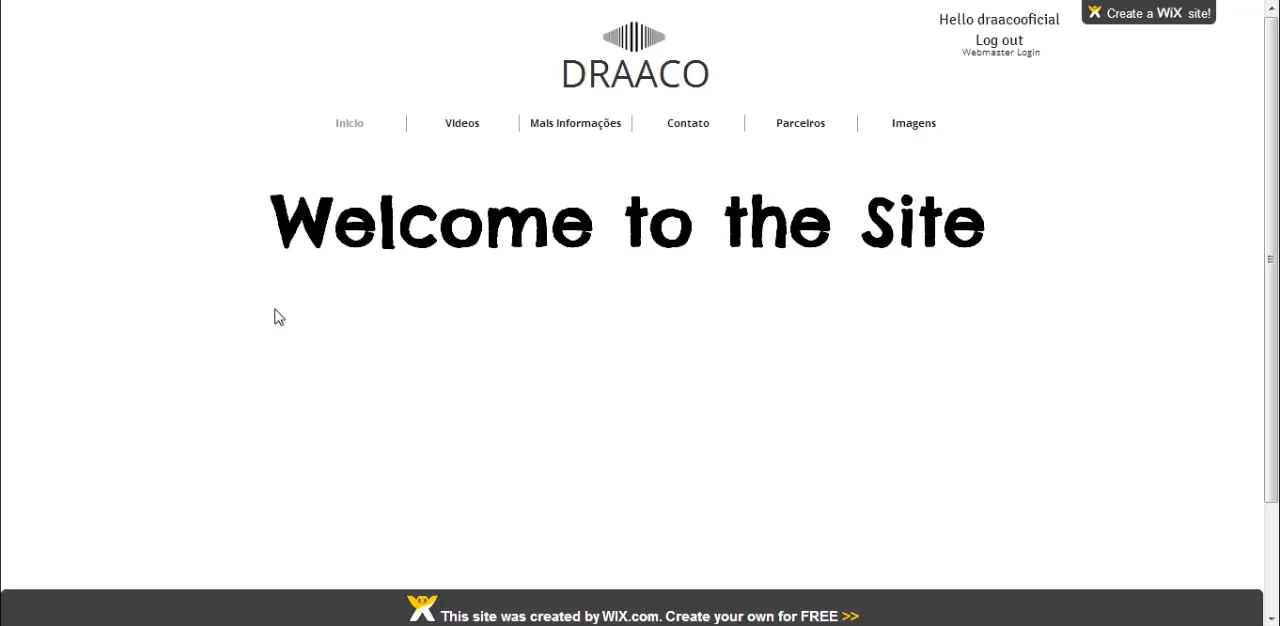 Hello draacooficial
Create a WiX site!
Log out
Webmaster Login
DRAACO
Inicio
Videos
Mais Informações
Contato
Parceiros
Imagens
Welcome to the Site
This site was created by WIX.com. Create your own for FREE >>